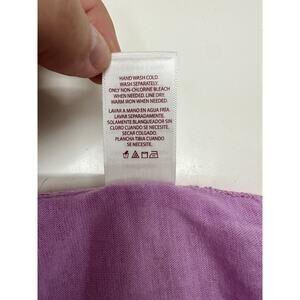 HAND WASH COLD.
WASH SEPARATELY.
ONLY NON-CHLORINE BLEACH
WHEN NEEDED. LINE DRY.
WARM IRON WHEN NEEDED.
LAVAR A MANO EN AGUA FREA.
LAVAR SEPARADAMENTE.
SOLAMENTE BLANQUEADOR SIN
CLORO CUANDO SE NECESITE.
SECAR COLGADO.
PLANCHA TIBIA CUANDO
SE NECESITE.